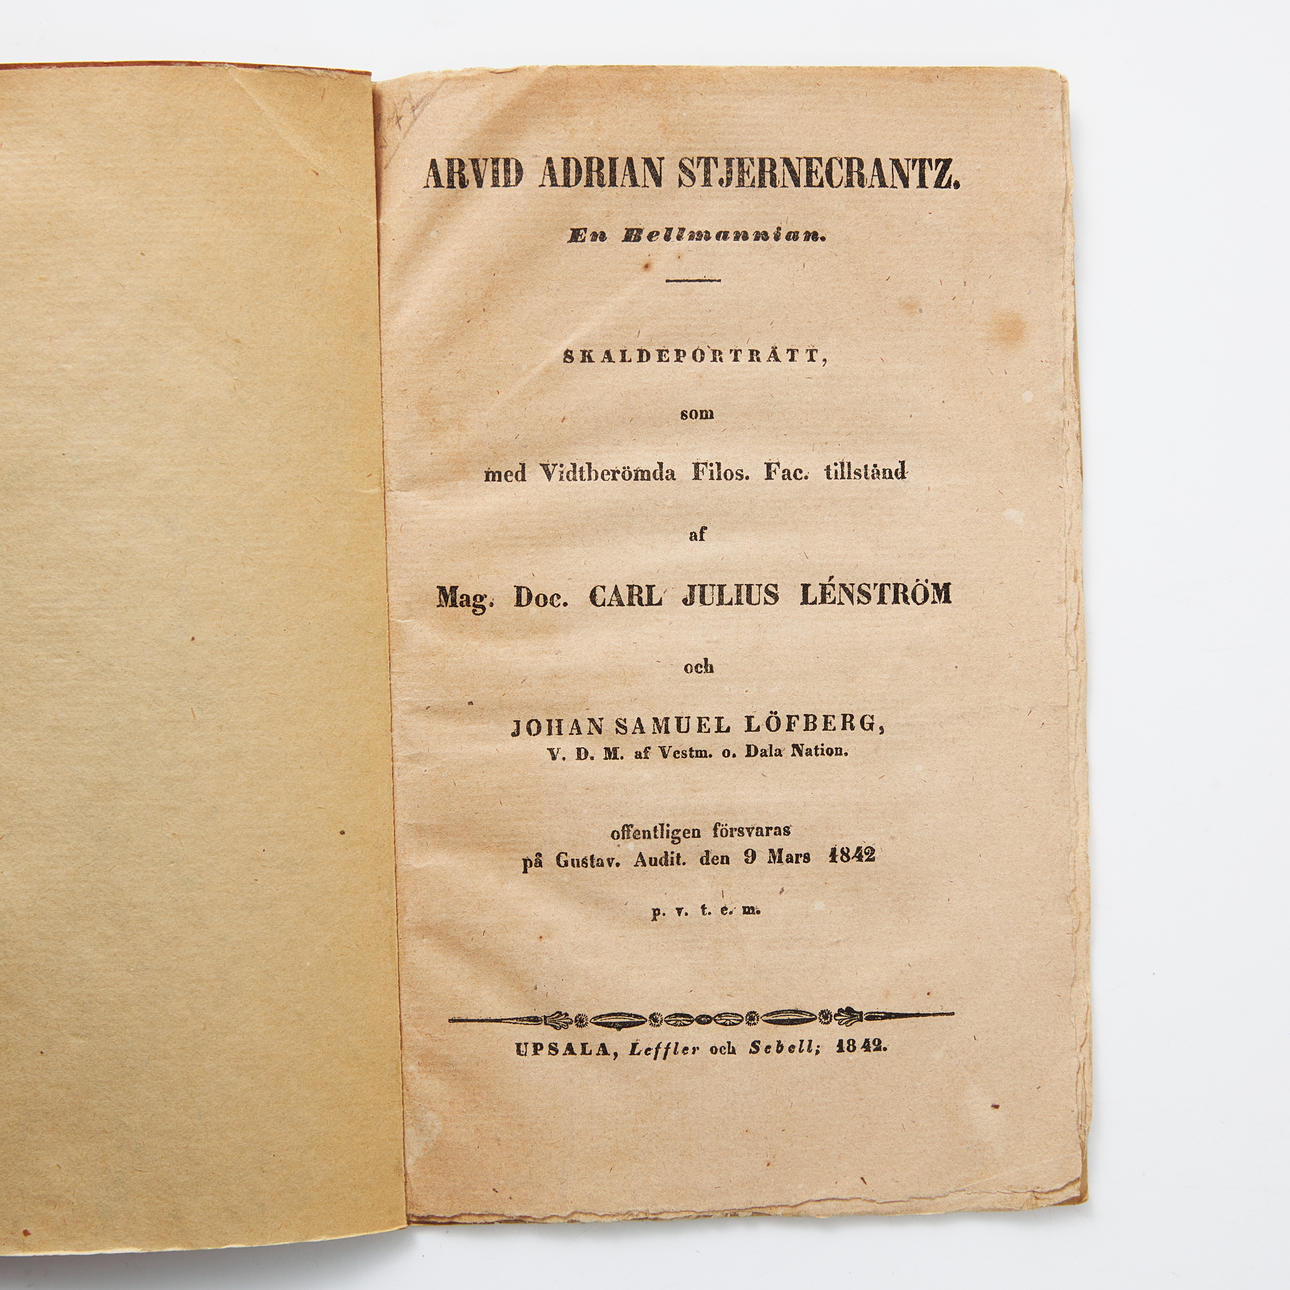 ARVID ADRIAN STJERNECRANTZ.
En Bellmannian.
SKALDEPORTRÄTT,
som
med Vidtberömda Filos. Fac. tillstånd
af
Mag. Doc. CARL JULIUS LÉNSTRÖM
och
JOHAN SAMUEL LÖFBERG,
V. D. M. af Vestm. o. Dala Nation.
offentligen försvaras
på Gustav. Audit. den 9 Mars 1842
p. v. t. e. m.
UPSALA, Leffler och Sebell; 1842.